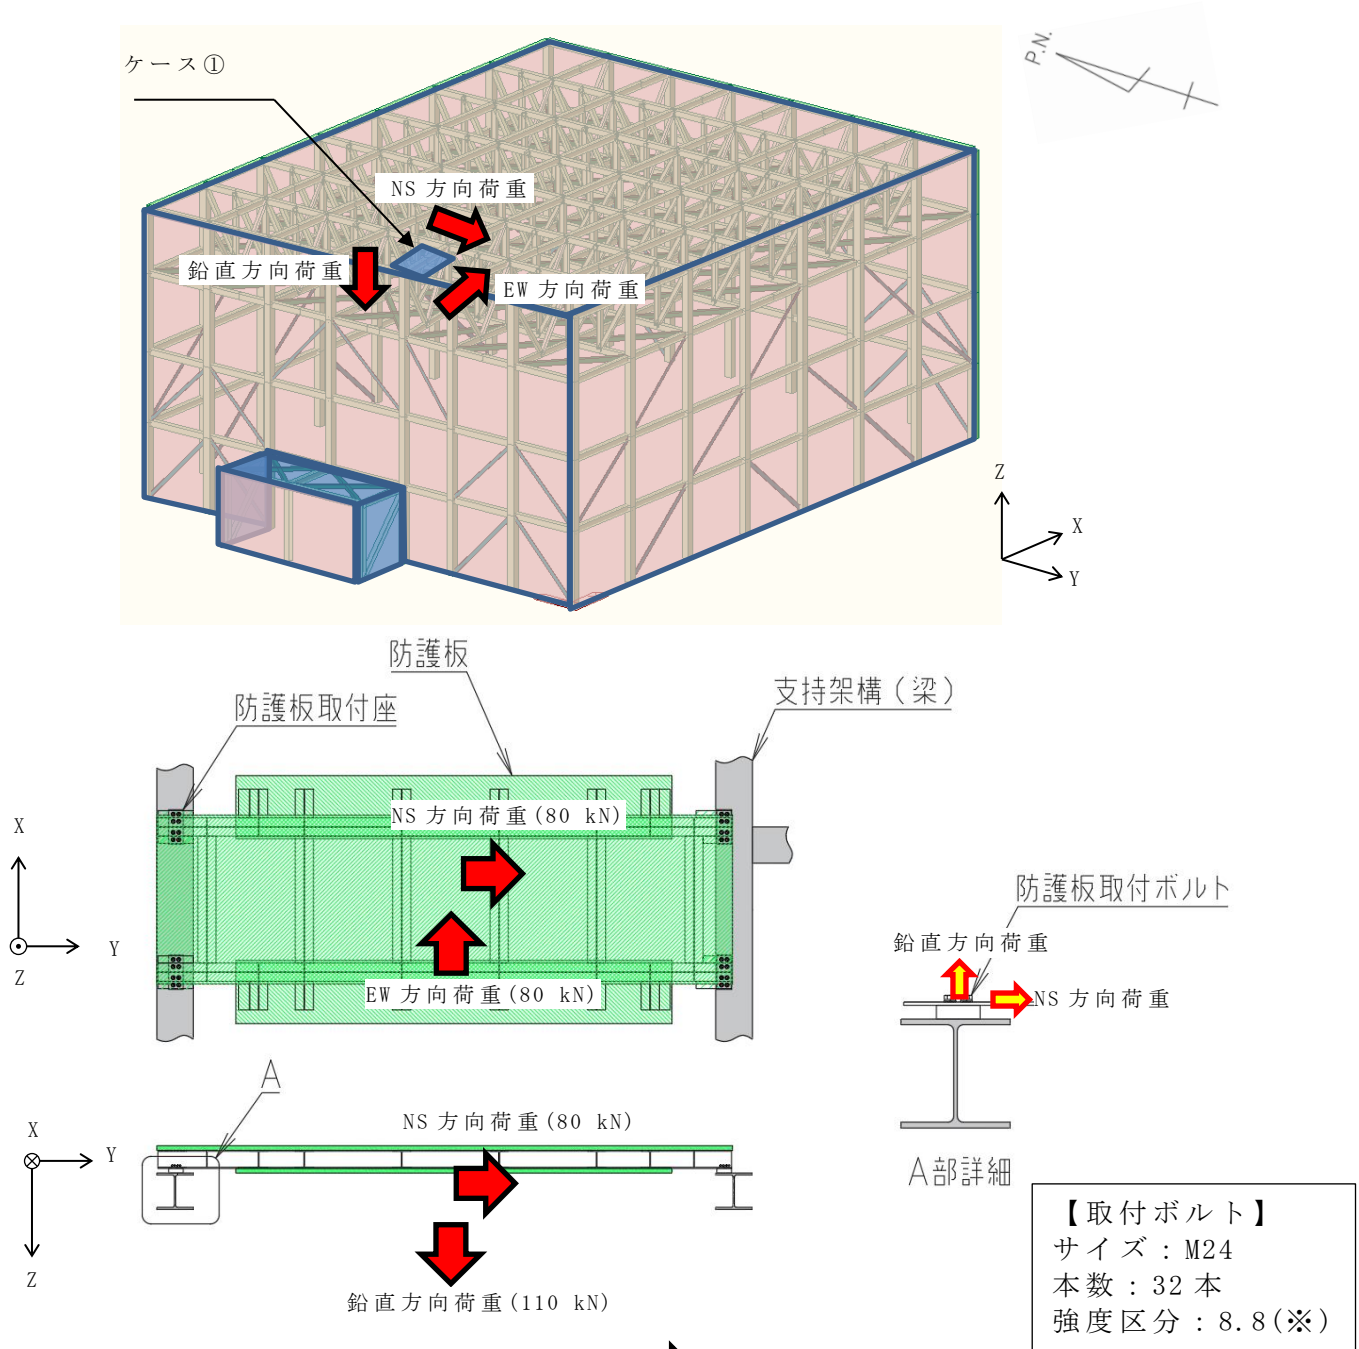 P.N.
ケース①
NS 方向荷重
鉛直方向荷重
EW 方向荷重
Z
X
Y
防護板
防護板取付座
支持架構（梁）
NS 方向荷重(80 kN)
X
Y
Z
EW 方向荷重(80 kN)
防護板取付ボルト
鉛直方向荷重
NS 方向荷重
A
NS 方向荷重(80 kN)
X
Y
Z
鉛直方向荷重(110 kN)
A部詳細
【取付ボルト】
サイズ：M24
本数：32 本
強度区分：8.8(※)